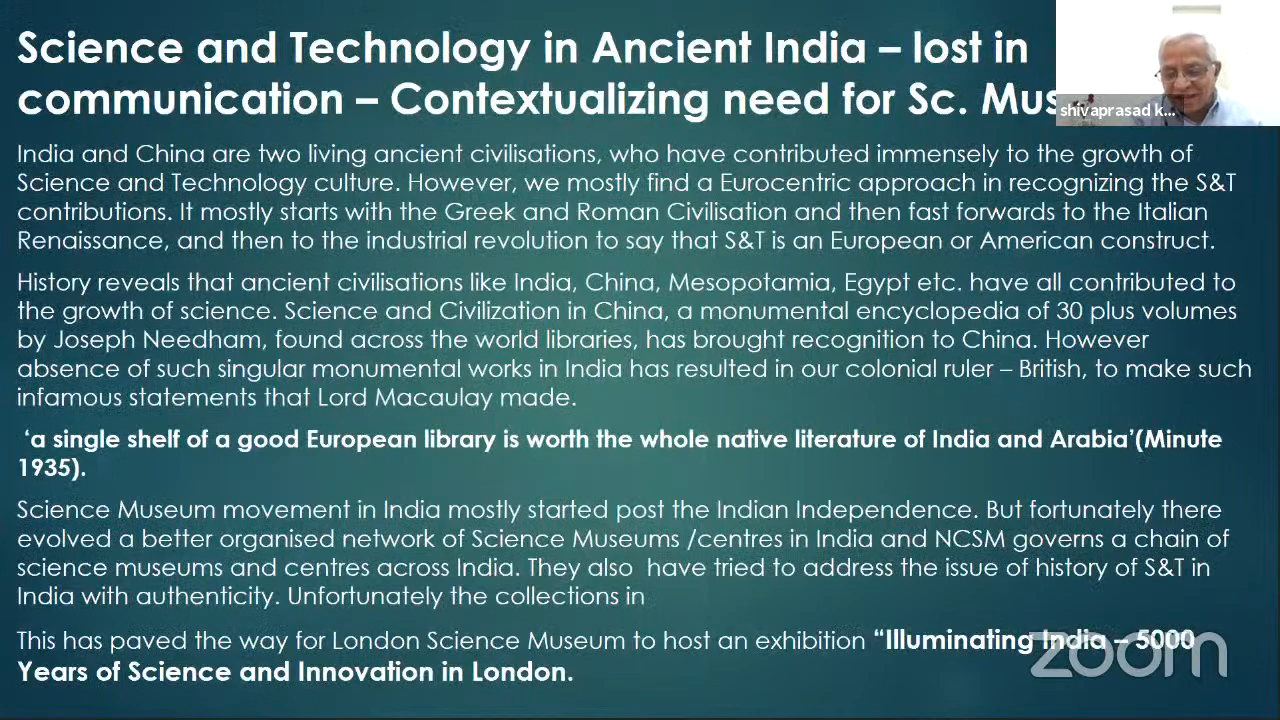 Science and Technology in Ancient India – lost in
communication – Contextualizing need for Sc. Mus
shivaprasad k...
India and China are two living ancient civilisations, who have contributed immensely to the growth of
Science and Technology culture. However, we mostly find a Eurocentric approach in recognizing the S&T
contributions. It mostly starts with the Greek and Roman Civilisation and then fast forwards to the Italian
Renaissance, and then to the industrial revolution to say that S&T is an European or American construct.
History reveals that ancient civilisations like India, China, Mesopotamia, Egypt etc. have all contributed to
the growth of science. Science and Civilization in China, a monumental encyclopedia of 30 plus volumes
by Joseph Needham, found across the world libraries, has brought recognition to China. However
absence of such singular monumental works in India has resulted in our colonial ruler – British, to make such
infamous statements that Lord Macaulay made.
‘a single shelf of a good European library is worth the whole native literature of India and Arabia’(Minute
1935).
Science Museum movement in India mostly started post the Indian Independence. But fortunately there
evolved a better organised network of Science Museums /centres in India and NCSM governs a chain of
science museums and centres across India. They also  have tried to address the issue of history of S&T in
India with authenticity. Unfortunately the collections in
This has paved the way for London Science Museum to host an exhibition “Illuminating India – 5000
Years of Science and Innovation in London.
zoom